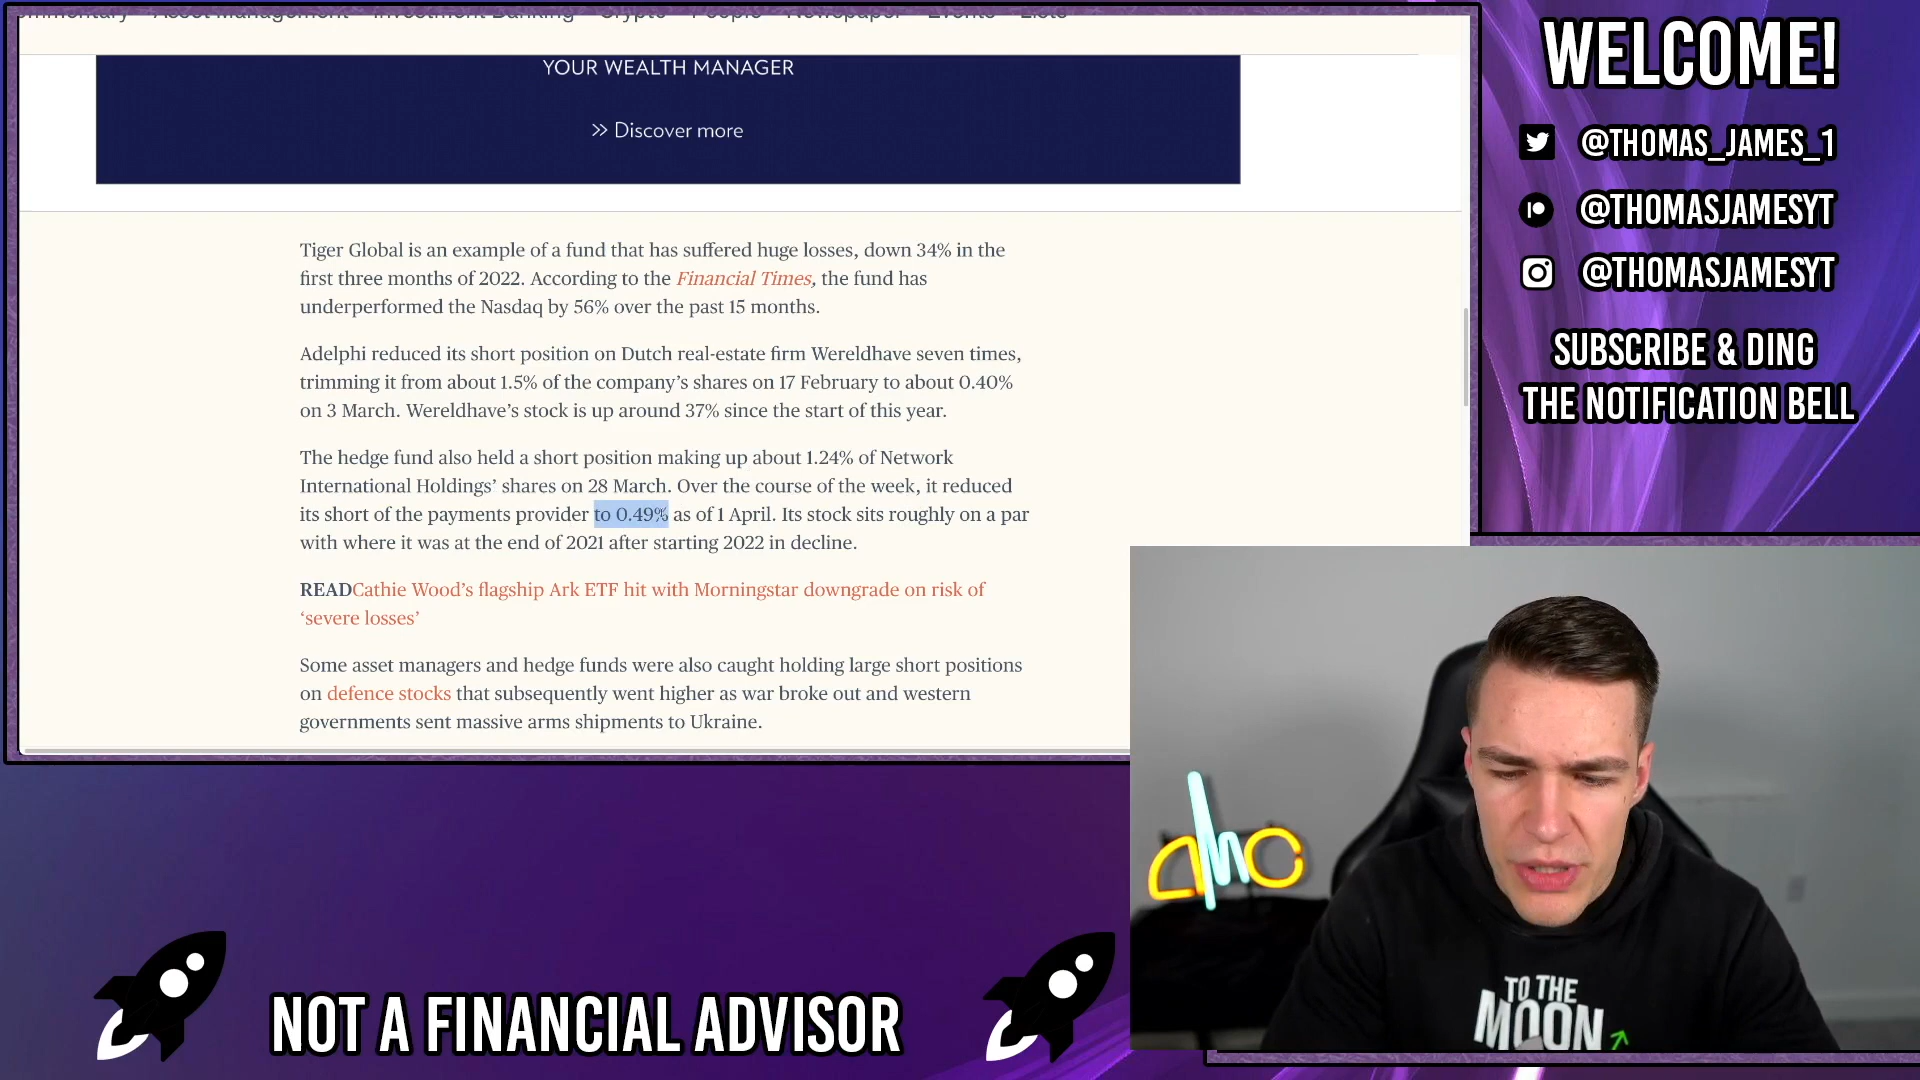 Commentary Asset Management Investment Banking Crypto People Newspaper Events Lists
YOUR WEALTH MANAGER
>> Discover more
Tiger Global is an example of a fund that has suffered huge losses, down 34% in the
first three months of 2022. According to the Financial Times, the fund has
underperformed the Nasdaq by 56% over the past 15 months.
Adelphi reduced its short position on Dutch real-estate firm Wereldhave seven times,
trimming it from about 1.5% of the company’s shares on 17 February to about 0.40%
on 3 March. Wereldhave’s stock is up around 37% since the start of this year.
The hedge fund also held a short position making up about 1.24% of Network
International Holdings’ shares on 28 March. Over the course of the week, it reduced
its short of the payments provider to 0.49% as of 1 April. Its stock sits roughly on a par
with where it was at the end of 2021 after starting 2022 in decline.
READCathie Wood’s flagship Ark ETF hit with Morningstar downgrade on risk of
‘severe losses’
Some asset managers and hedge funds were also caught holding large short positions
on defence stocks that subsequently went higher as war broke out and western
governments sent massive arms shipments to Ukraine.
WELCOME!
@THOMAS_JAMES_1
@THOMASJAMESYT
@THOMASJAMESYT
SUBSCRIBE & DING
THE NOTIFICATION BELL
amc
TO THE
MOON
NOT A FINANCIAL ADVISOR